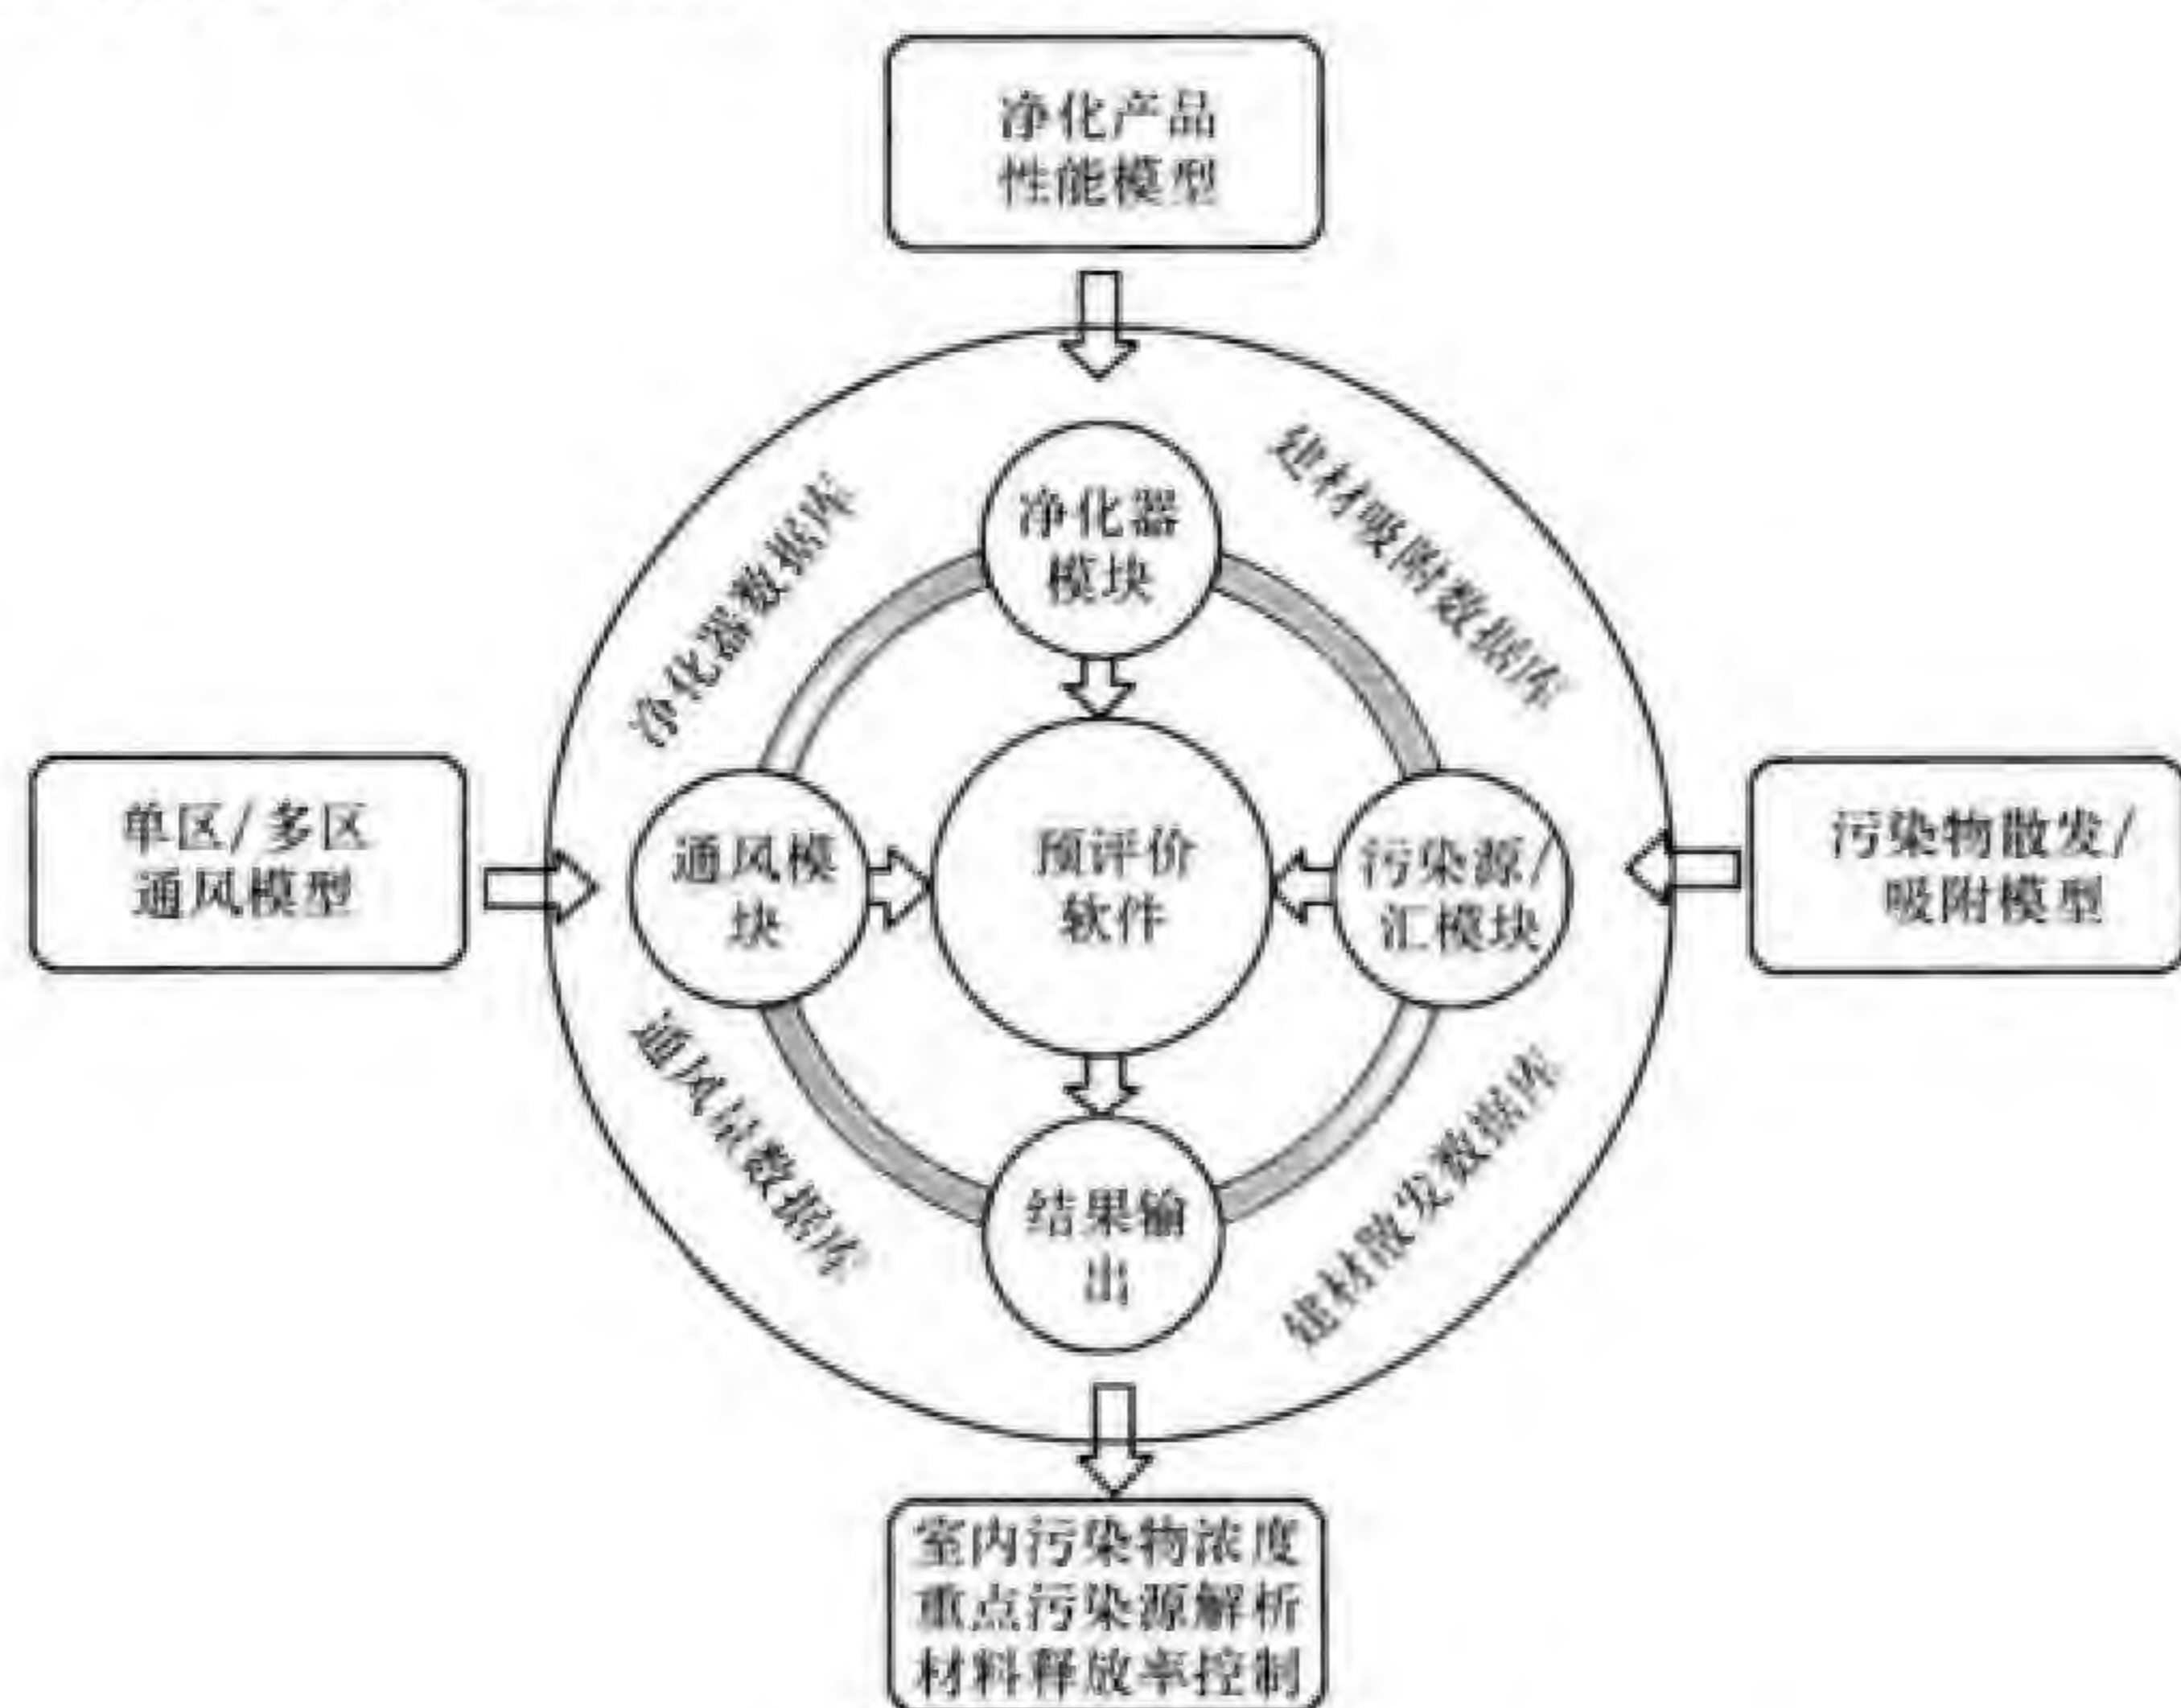 净化产品
性能模型
净化器数据库
建材吸附数据库
净化器
模块
单区/多区
通风模型
通风模
块
预评价
软件
污染源/
汇模块
污染物散发/
吸附模型
通风量数据库
建材散发数据库
结果输
出
室内污染物浓度
重点污染源解析
材料释放率控制